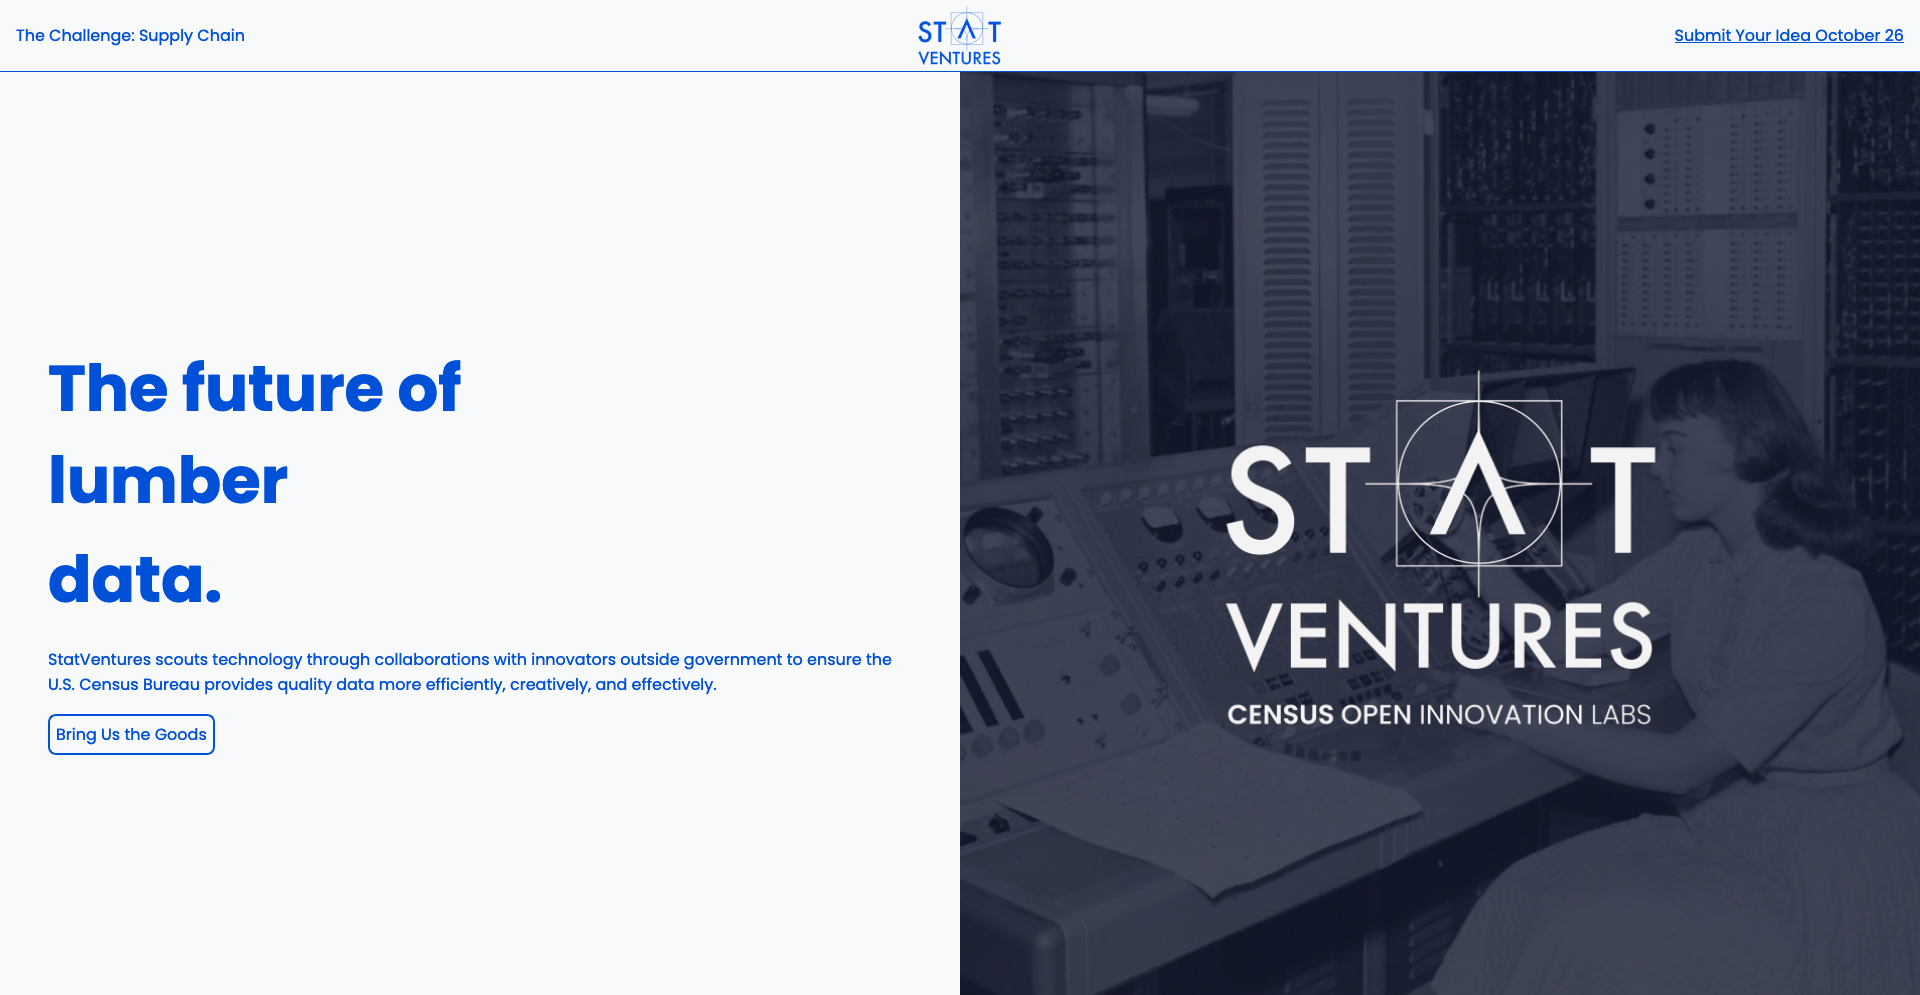 The Challenge: Supply Chain
STAT
VENTURES
Submit Your Idea October 26
The future of
lumber
data.
StatVentures scouts technology through collaborations with innovators outside government to ensure the
U.S. Census Bureau provides quality data more efficiently, creatively, and effectively.
Bring Us the Goods
STAT
VENTURES
CENSUS OPEN INNOVATION LABS